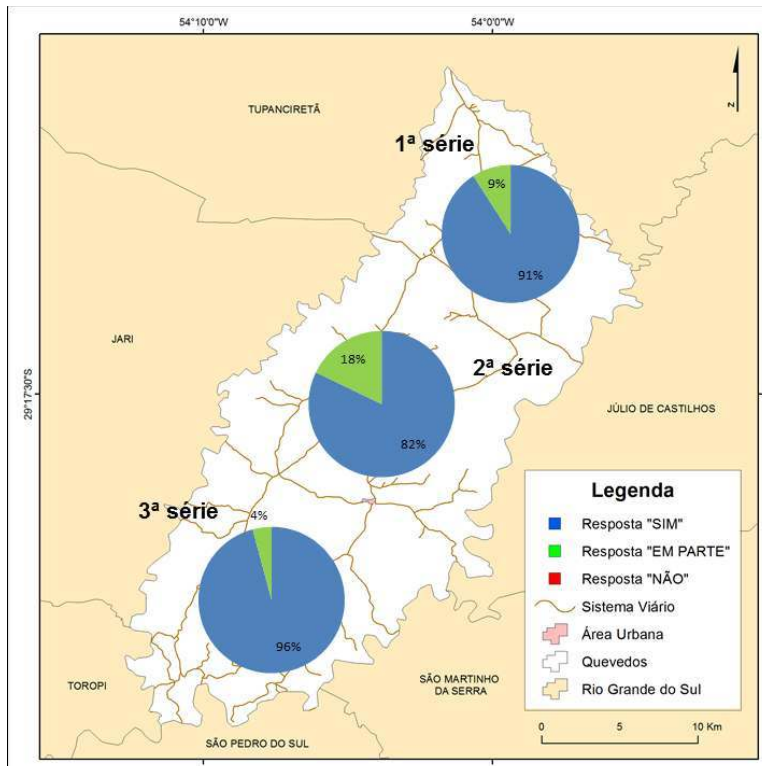 54°10'0"W
54°0'0"W
TUPANCIRETÃ
N
1ª série
9%
91%
JARI
18%
2ª série
29°17'30"S
82%
JÚLIO DE CASTILHOS
3ª série
4%
96%
TOROPI
SÃO MARTINHO
DA SERRA
SÃO PEDRO DO SUL
Legenda
Resposta "SIM"
Resposta "EM PARTE"
Resposta "NÃO"
Sistema Viário
Área Urbana
Quevedos
Rio Grande do Sul
0 5 10 Km